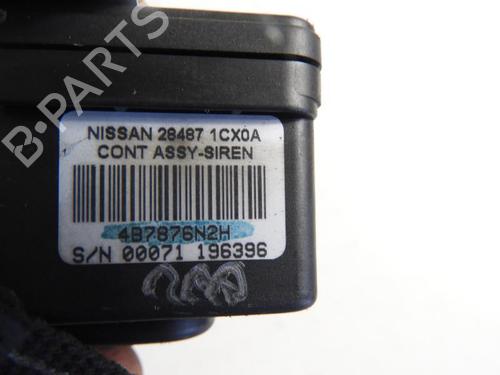 NISSAN 28487 1CX0A
CONT ASSY-SIREN
4B7876N2H
S/N 00071 196396
B-PARTS